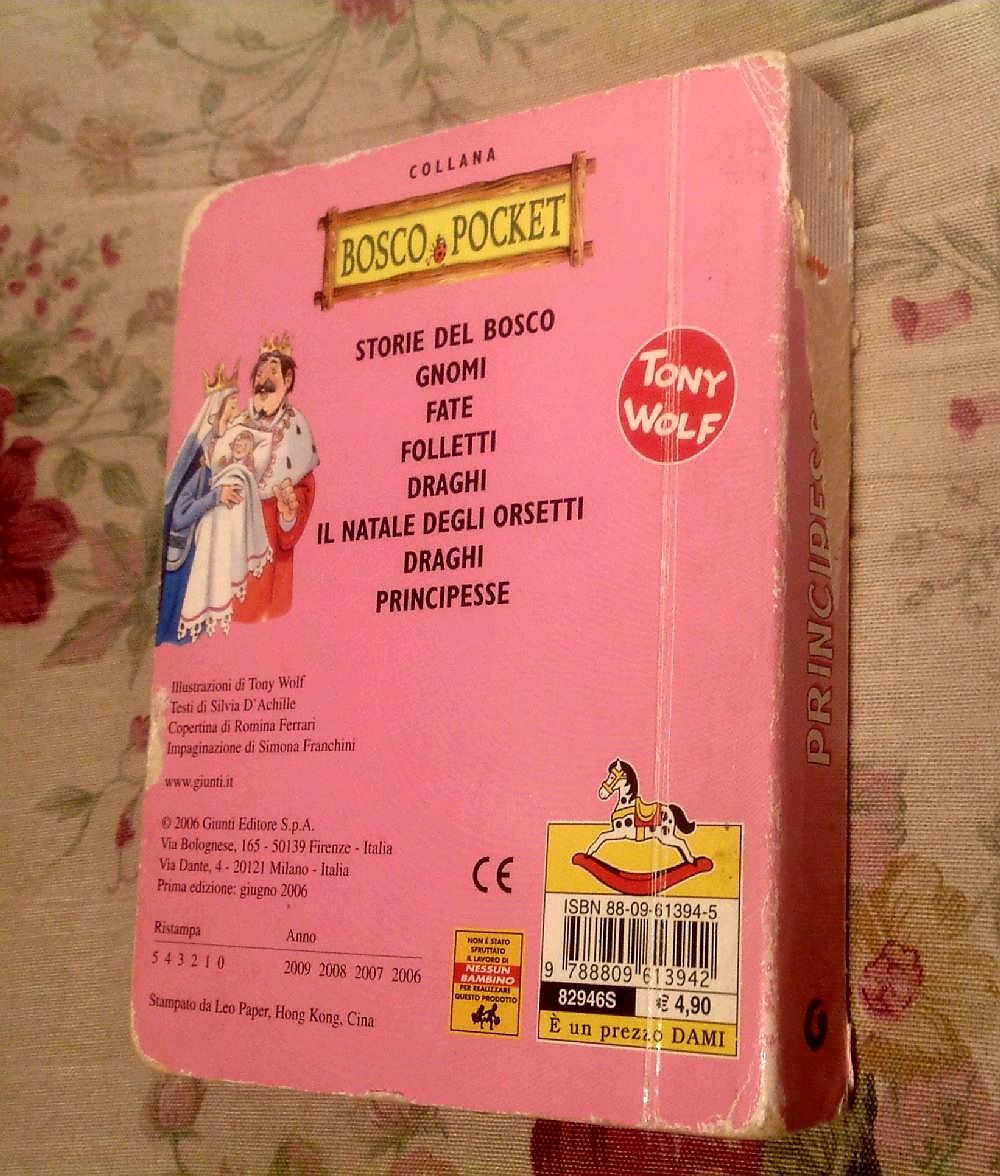 COLLANA
BOSCO POCKET
STORIE DEL BOSCO
GNOMI
FATE
FOLLETTI
DRAGHI
IL NATALE DEGLI ORSETTI
DRAGHI
PRINCIPESSE
TONY
WOLF
Illustrazioni di Tony Wolf
Testi di Silvia D'Achille
Copertina di Romina Ferrari
Impaginazione di Simona Franchini
www.giunti.it
© 2006 Giunti Editore S.p.A.
Via Bolognese, 165 - 50139 Firenze - Italia
Via Dante, 4 - 20121 Milano - Italia
Prima edizione: giugno 2006
Ristampa Anno
5 4 3 2 1 0 2009 2008 2007 2006
Stampato da Leo Paper, Hong Kong, Cina
CE
NON È STATO
SFRUTTATO
IL LAVORO DI
NESSUN
BAMBINO
PER REALIZZARE
QUESTO PRODOTTO
ISBN 88-09-61394-5
9 788809 613942
82946S € 4,90
È un prezzo DAMI
PRINCIPESS